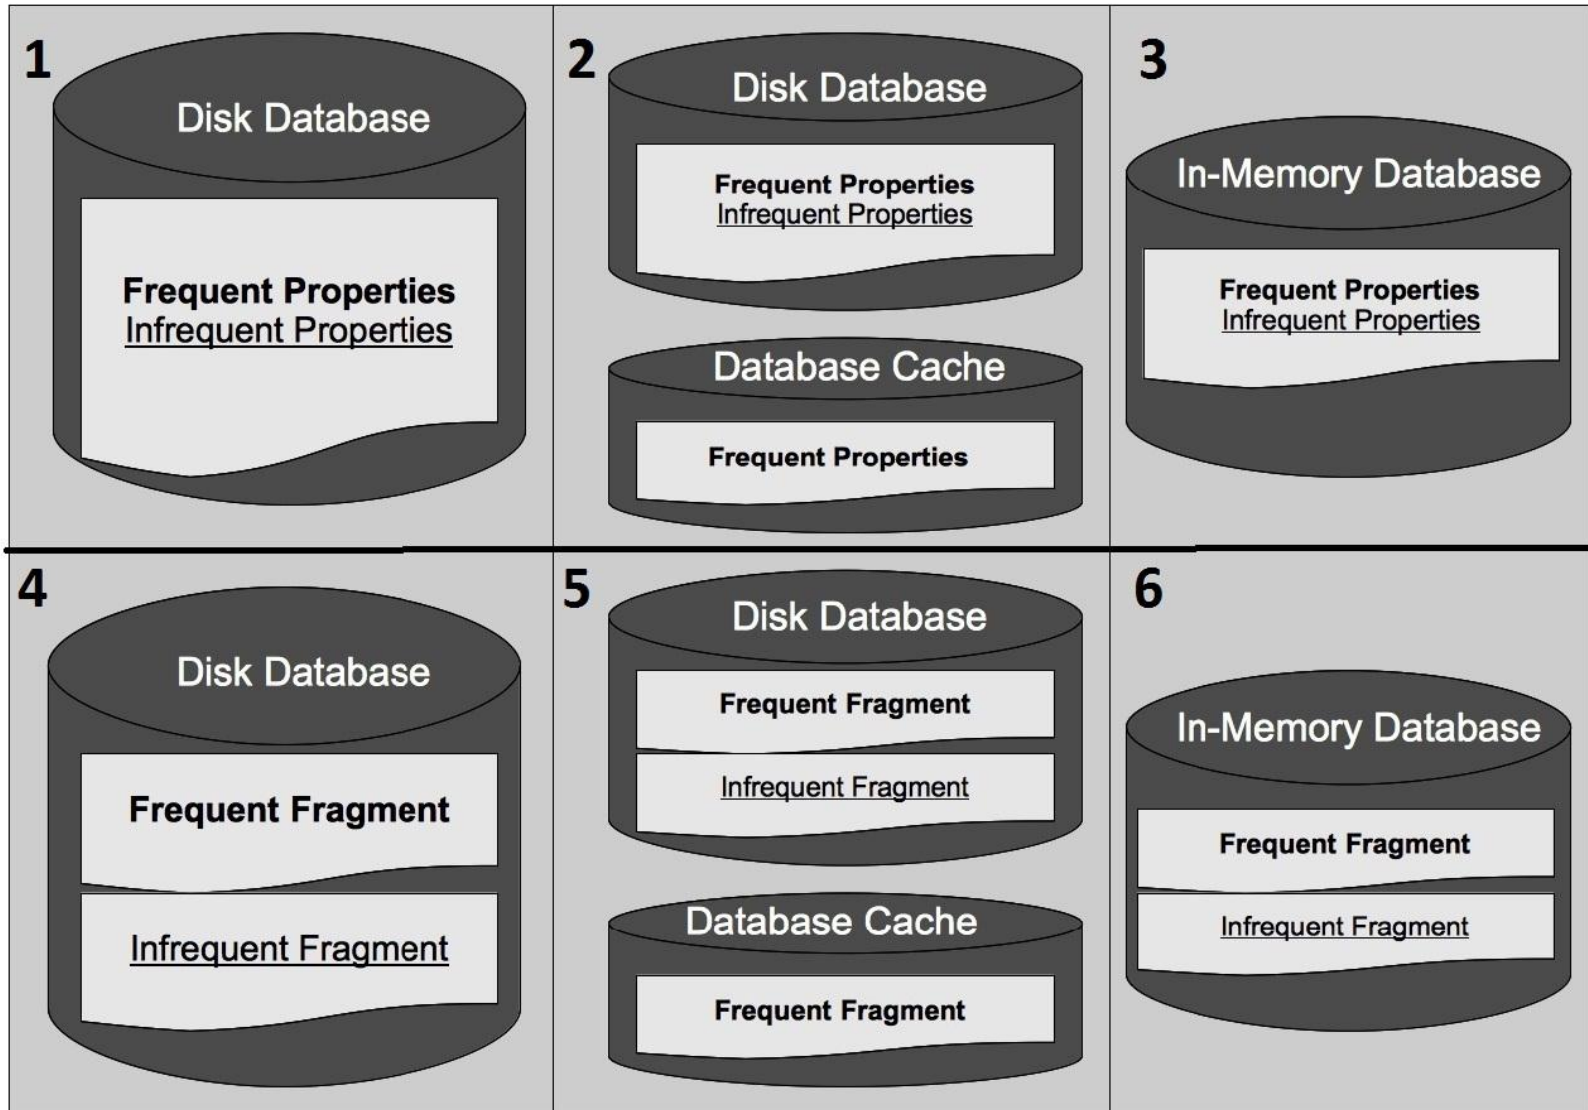 1
Disk Database
Frequent Properties
Infrequent Properties
2
Disk Database
Frequent Properties
Infrequent Properties
Database Cache
Frequent Properties
3
In-Memory Database
Frequent Properties
Infrequent Properties
4
Disk Database
Frequent Fragment
Infrequent Fragment
5
Disk Database
Frequent Fragment
Infrequent Fragment
Database Cache
Frequent Fragment
6
In-Memory Database
Frequent Fragment
Infrequent Fragment